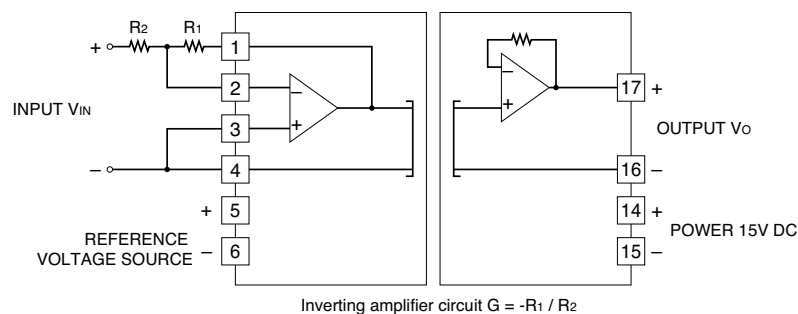 R2
R1
+
1
2
−
INPUT VIN
3
+
−
4
+
5
REFERENCE
VOLTAGE SOURCE
−
6
−
+
17
+
OUTPUT VO
16
−
14
+
POWER 15V DC
15
−
Inverting amplifier circuit G = -R1 / R2